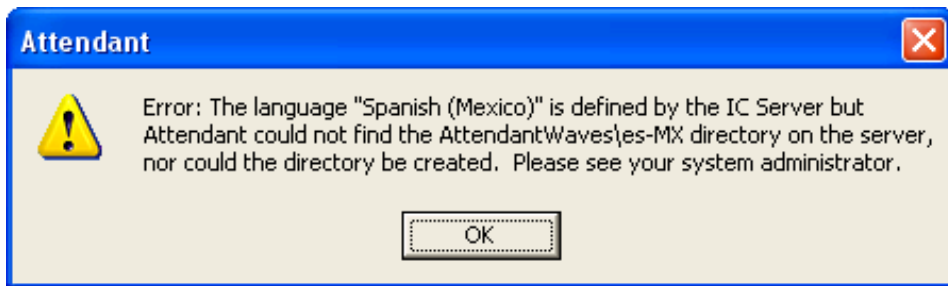 Attendant
Error: The language "Spanish (Mexico)" is defined by the IC Server but
Attendant could not find the AttendantWaves\es-MX directory on the server,
nor could the directory be created. Please see your system administrator.
OK